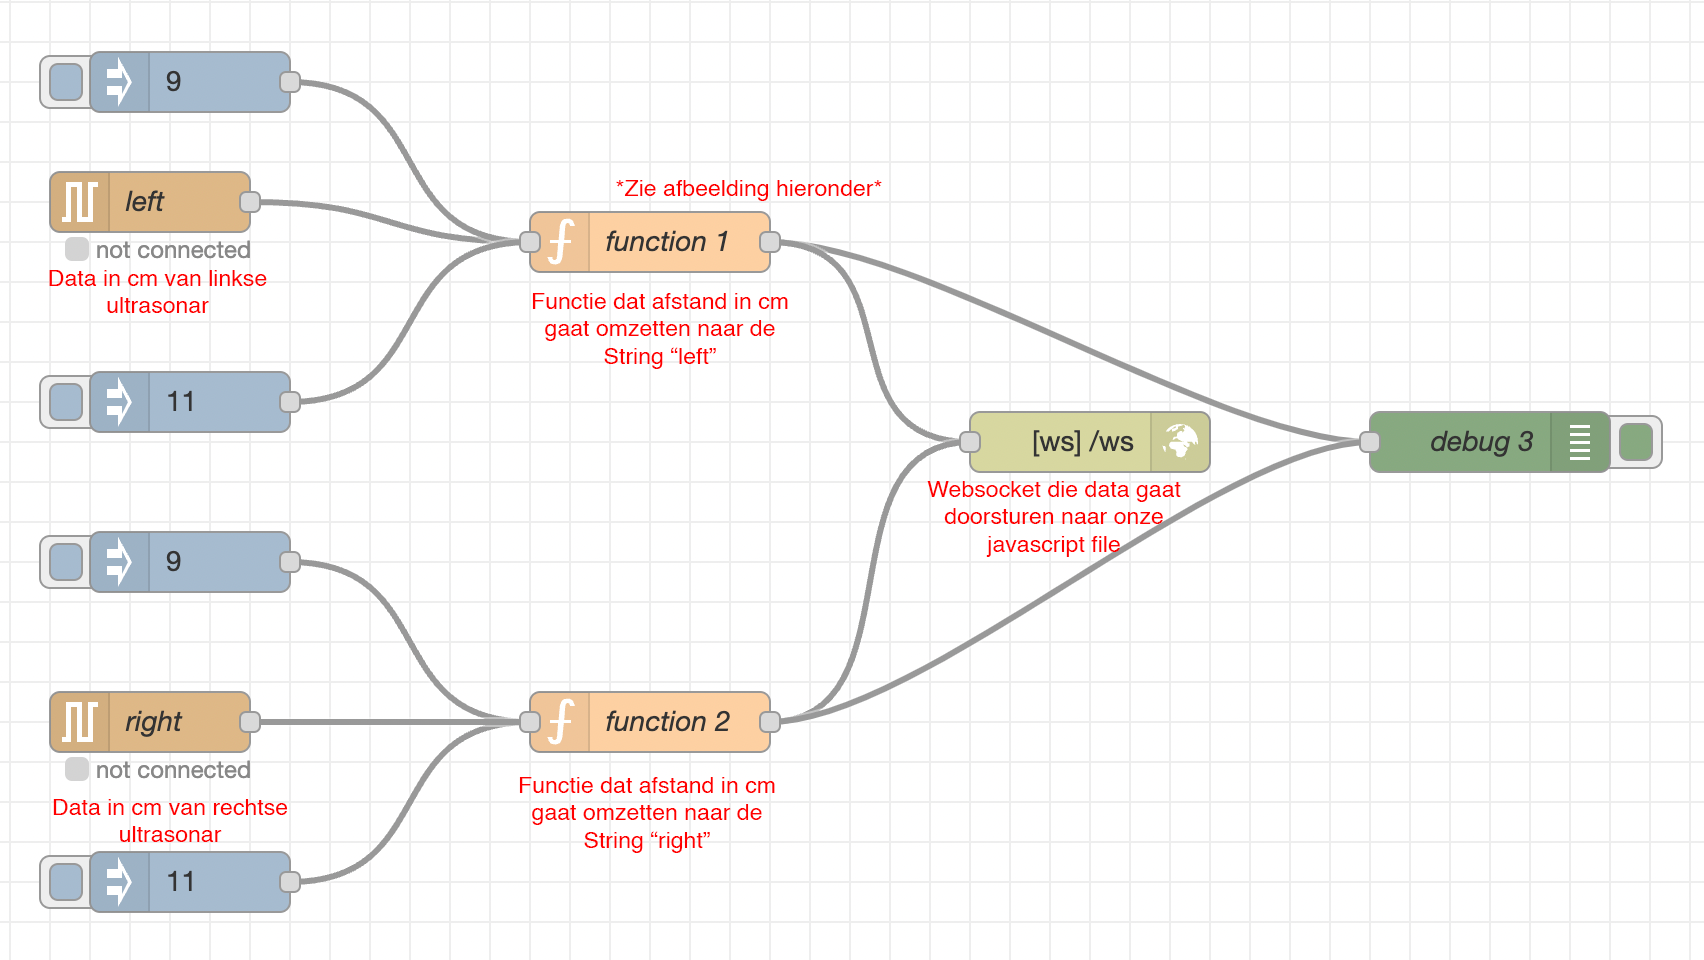 9
left
not connected
Data in cm van linkse
ultrasonar
11
*Zie afbeelding hieronder*
function 1
Functie dat afstand in cm
gaat omzetten naar de
String “left”
[ws] /ws
Websocket die data gaat
doorsturen naar onze
javascript file
debug 3
9
right
not connected
Data in cm van rechtse
ultrasonar
11
function 2
Functie dat afstand in cm
gaat omzetten naar de
String “right”